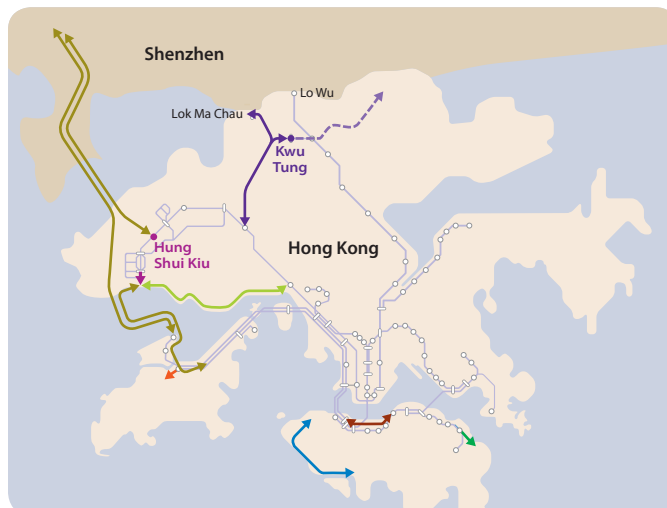 Shenzhen
Lo Wu
Lok Ma Chau
Kwu
Tung
Hung
Shui Kiu
Hong Kong